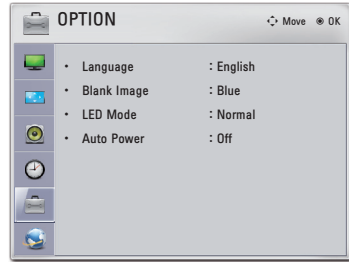 OPTION
Move OK
• Language : English
• Blank Image : Blue
• LED Mode : Normal
• Auto Power : Off